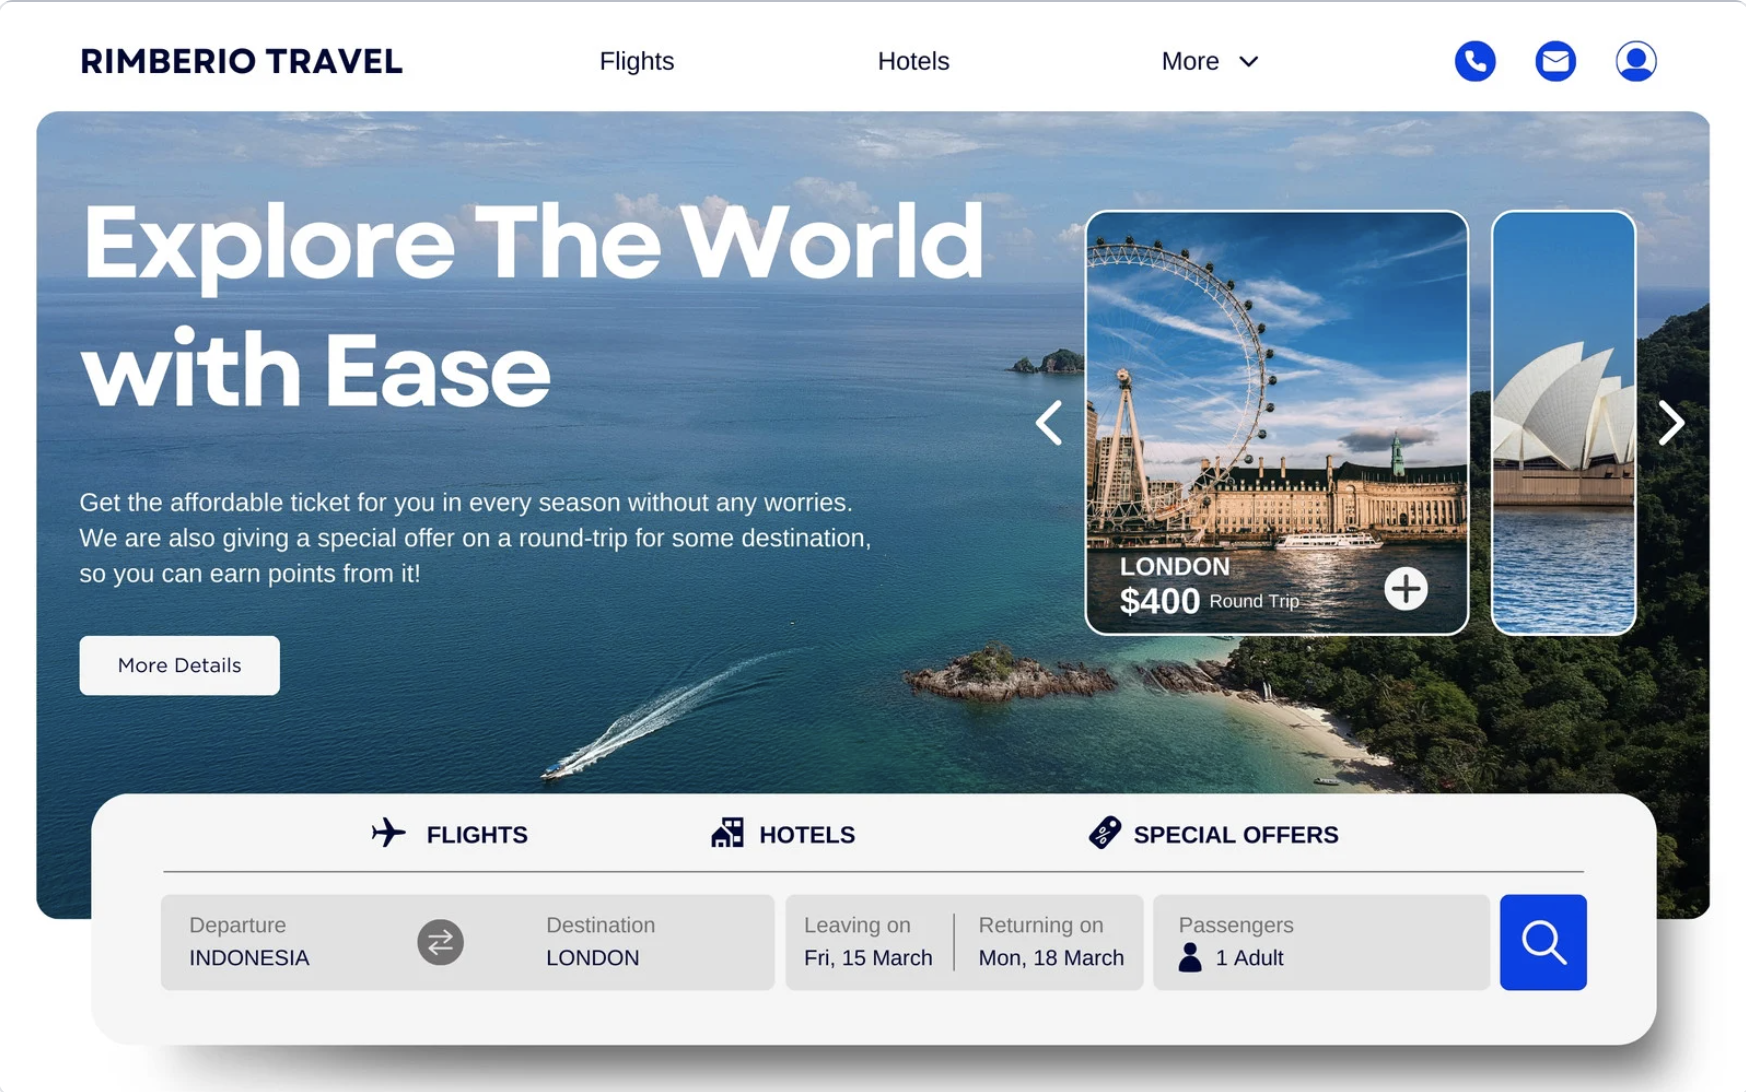 RIMBERIO TRAVEL
Flights
Hotels
More
Explore The World
with Ease
Get the affordable ticket for you in every season without any worries.
We are also giving a special offer on a round-trip for some destination,
so you can earn points from it!
More Details
LONDON
$400 Round Trip
FLIGHTS
HOTELS
SPECIAL OFFERS
Departure
INDONESIA
Destination
LONDON
Leaving on
Fri, 15 March
Returning on
Mon, 18 March
Passengers
1 Adult